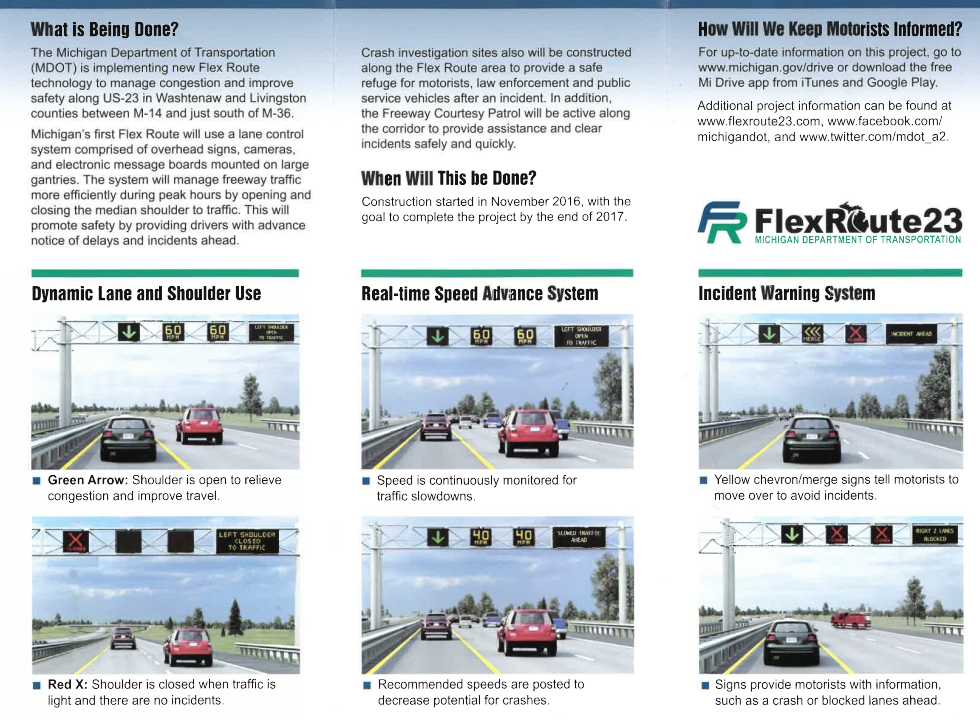 What is Being Done?
The Michigan Department of Transportation
(MDOT) is implementing new Flex Route
technology to manage congestion and improve
safety along US-23 in Washtenaw and Livingston
counties between M-14 and just south of M-36.
Michigan's first Flex Route will use a lane control
system comprised of overhead signs, cameras,
and electronic message boards mounted on large
gantries. The system will manage freeway traffic
more efficiently during peak hours by opening and
closing the median shoulder to traffic. This will
promote safety by providing drivers with advance
notice of delays and incidents ahead.
Crash investigation sites also will be constructed
along the Flex Route area to provide a safe
refuge for motorists, law enforcement and public
service vehicles after an incident. In addition,
the Freeway Courtesy Patrol will be active along
the corridor to provide assistance and clear
incidents safely and quickly.
When Will This be Done?
Construction started in November 2016, with the
goal to complete the project by the end of 2017.
How Will We Keep Motorists Informed?
For up-to-date information on this project, go to
www.michigan.gov/drive or download the free
Mi Drive app from iTunes and Google Play.
Additional project information can be found at
www.flexroute23.com, www.facebook.com/
michigandot, and www.twitter.com/mdot_a2.
FR FlexRoute23
MICHIGAN DEPARTMENT OF TRANSPORTATION
Dynamic Lane and Shoulder Use
60 MPH 60 MPH
LEFT SHOULDER
OPEN
TO TRAFFIC
Green Arrow: Shoulder is open to relieve
congestion and improve travel.
CLOSED
LEFT SHOULDER
CLOSED
TO TRAFFIC
Red X: Shoulder is closed when traffic is
light and there are no incidents.
Real-time Speed Advance System
60 MPH 60 MPH
LEFT SHOULDER
OPEN
TO TRAFFIC
Speed is continuously monitored for
traffic slowdowns.
40 MPH 40 MPH
SLOWED TRAFFIC
AHEAD
Recommended speeds are posted to
decrease potential for crashes.
Incident Warning System
MERGE CLOSED INCIDENT AHEAD
Yellow chevron/merge signs tell motorists to
move over to avoid incidents.
CLOSED CLOSED
RIGHT 2 LANES
BLOCKED
Signs provide motorists with information,
such as a crash or blocked lanes ahead.